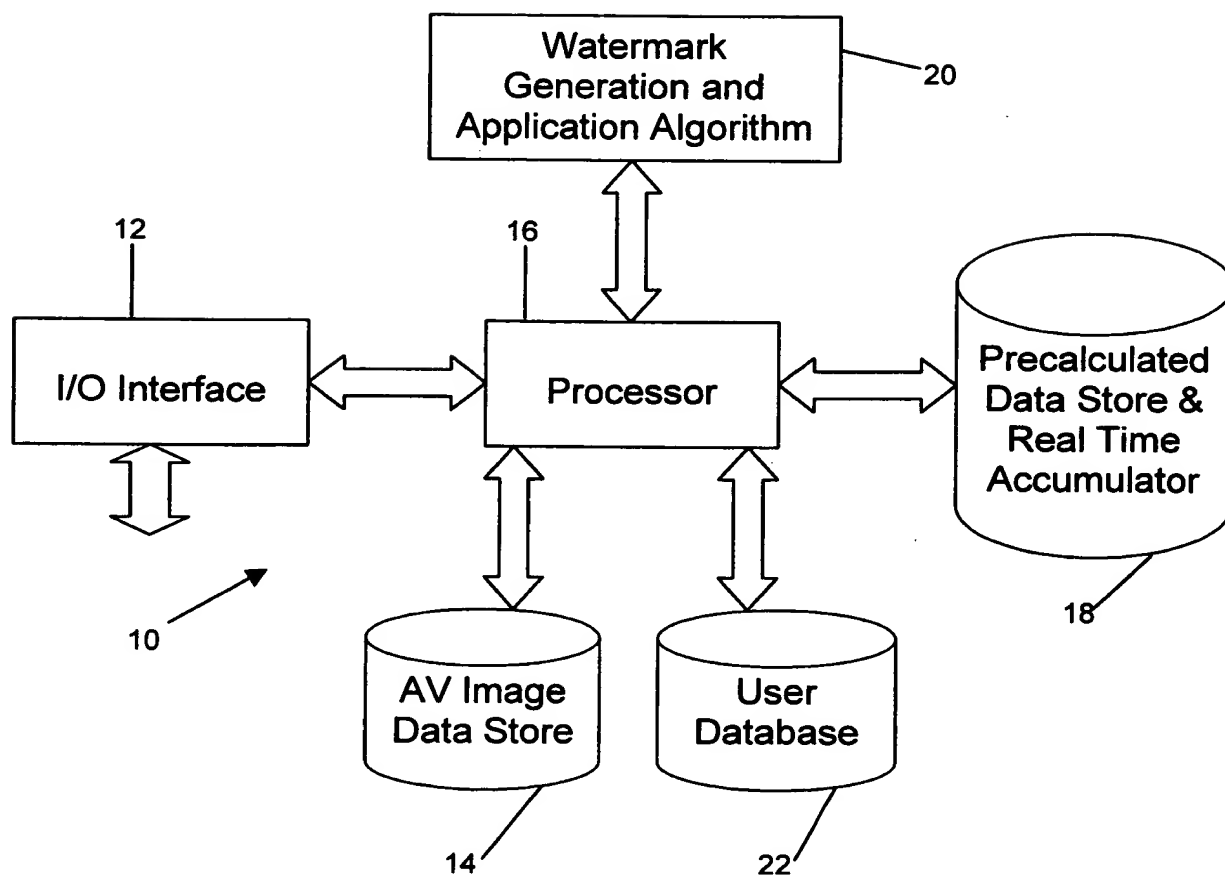 Watermark
Generation and
Application Algorithm
20
12
16
I/O Interface
Processor
Precalculated
Data Store &
Real Time
Accumulator
10
18
AV Image
Data Store
User
Database
14
22